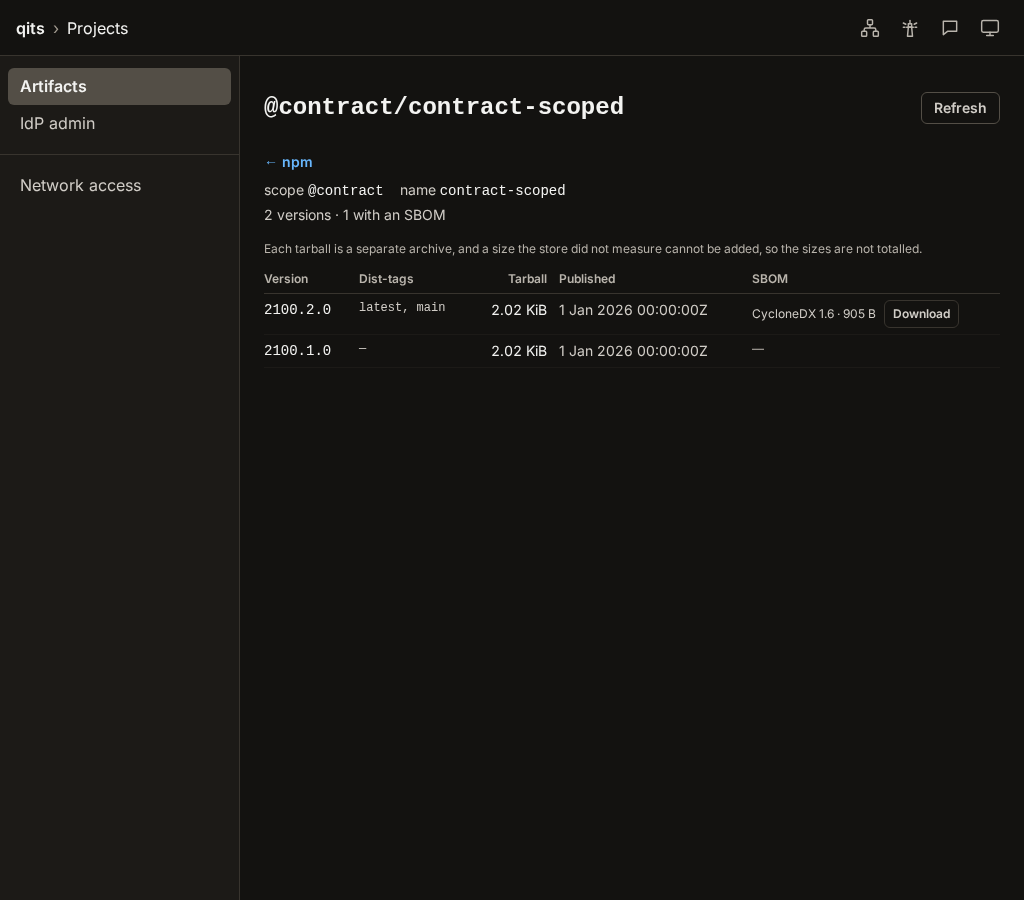 qits › Projects
Artifacts
IdP admin
Network access
@contract/contract-scoped
Refresh
← npm
scope @contract name contract-scoped
2 versions · 1 with an SBOM
Each tarball is a separate archive, and a size the store did not measure cannot be added, so the sizes are not totalled.
Version Dist-tags Tarball Published SBOM
2100.2.0 latest, main 2.02 KiB 1 Jan 2026 00:00:00Z CycloneDX 1.6 · 905 B Download
2100.1.0 — 2.02 KiB 1 Jan 2026 00:00:00Z —